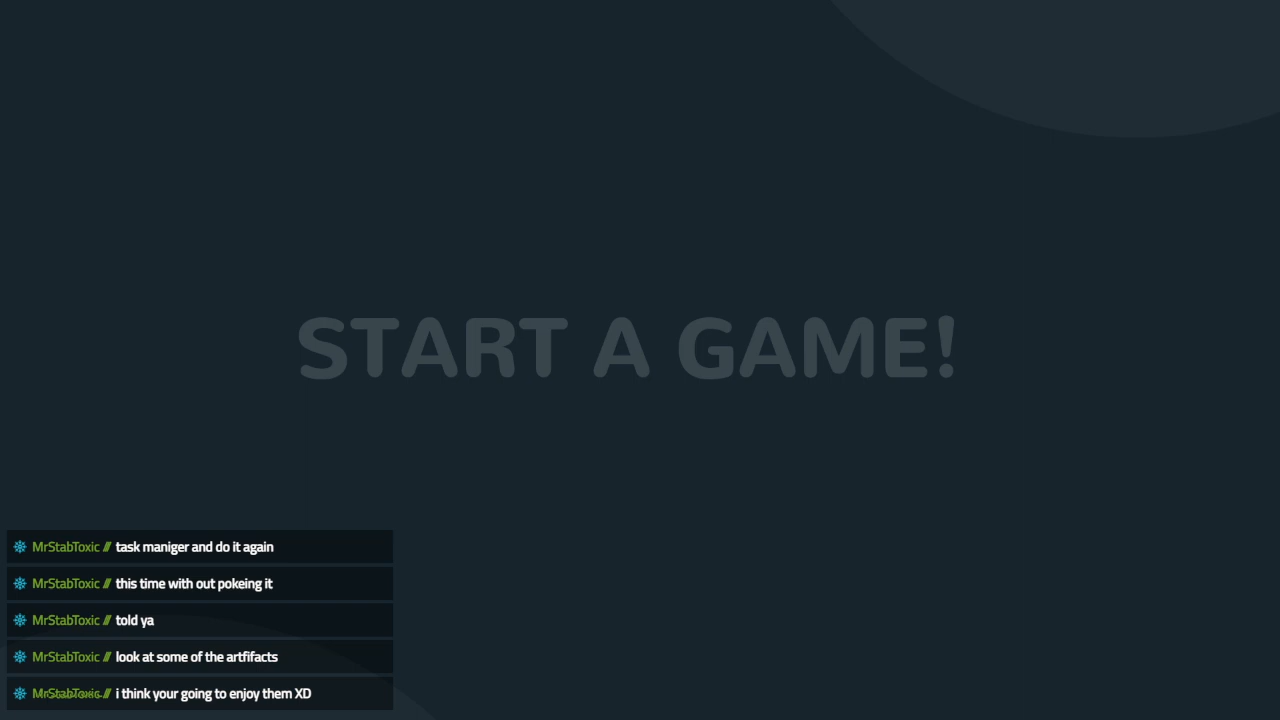 START A GAME!
MrStabToxic // task maniger and do it again
MrStabToxic // this time with out pokeing it
MrStabToxic // told ya
MrStabToxic // look at some of the artfifacts
MrStabToxic // i think your going to enjoy them XD